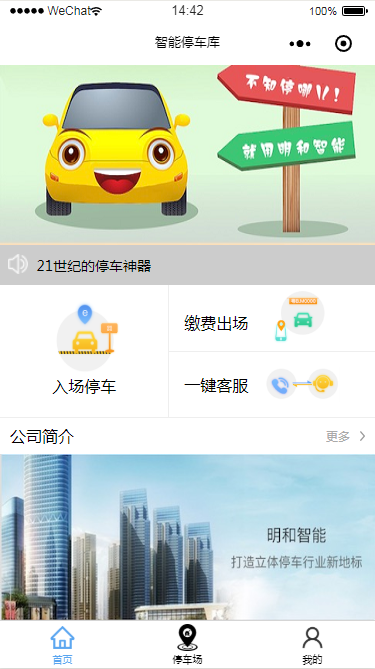 WeChat
14:42
100%
智能停车库
不知停哪儿！
就用明和智能
21世纪的停车神器
入场停车
缴费出场
一键客服
公司简介
更多
明和智能
打造立体停车行业新地标
首页
停车场
我的